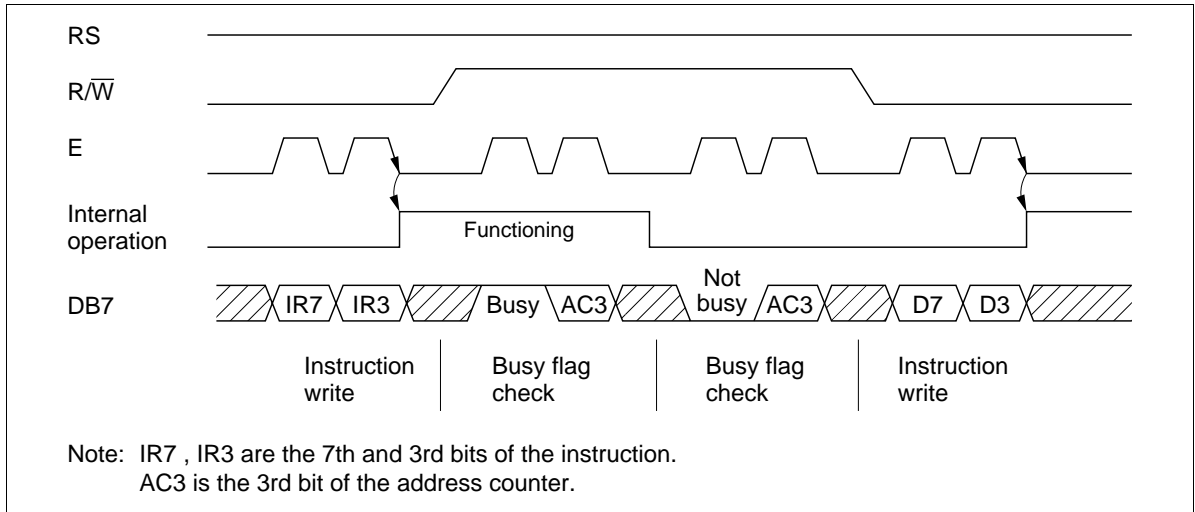 RS
R/W̅
E
Internal
operation
Functioning
DB7
IR7 IR3 Busy AC3 Not
busy AC3 D7 D3
Instruction
write
Busy flag
check
Busy flag
check
Instruction
write
Note: IR7 , IR3 are the 7th and 3rd bits of the instruction.
AC3 is the 3rd bit of the address counter.